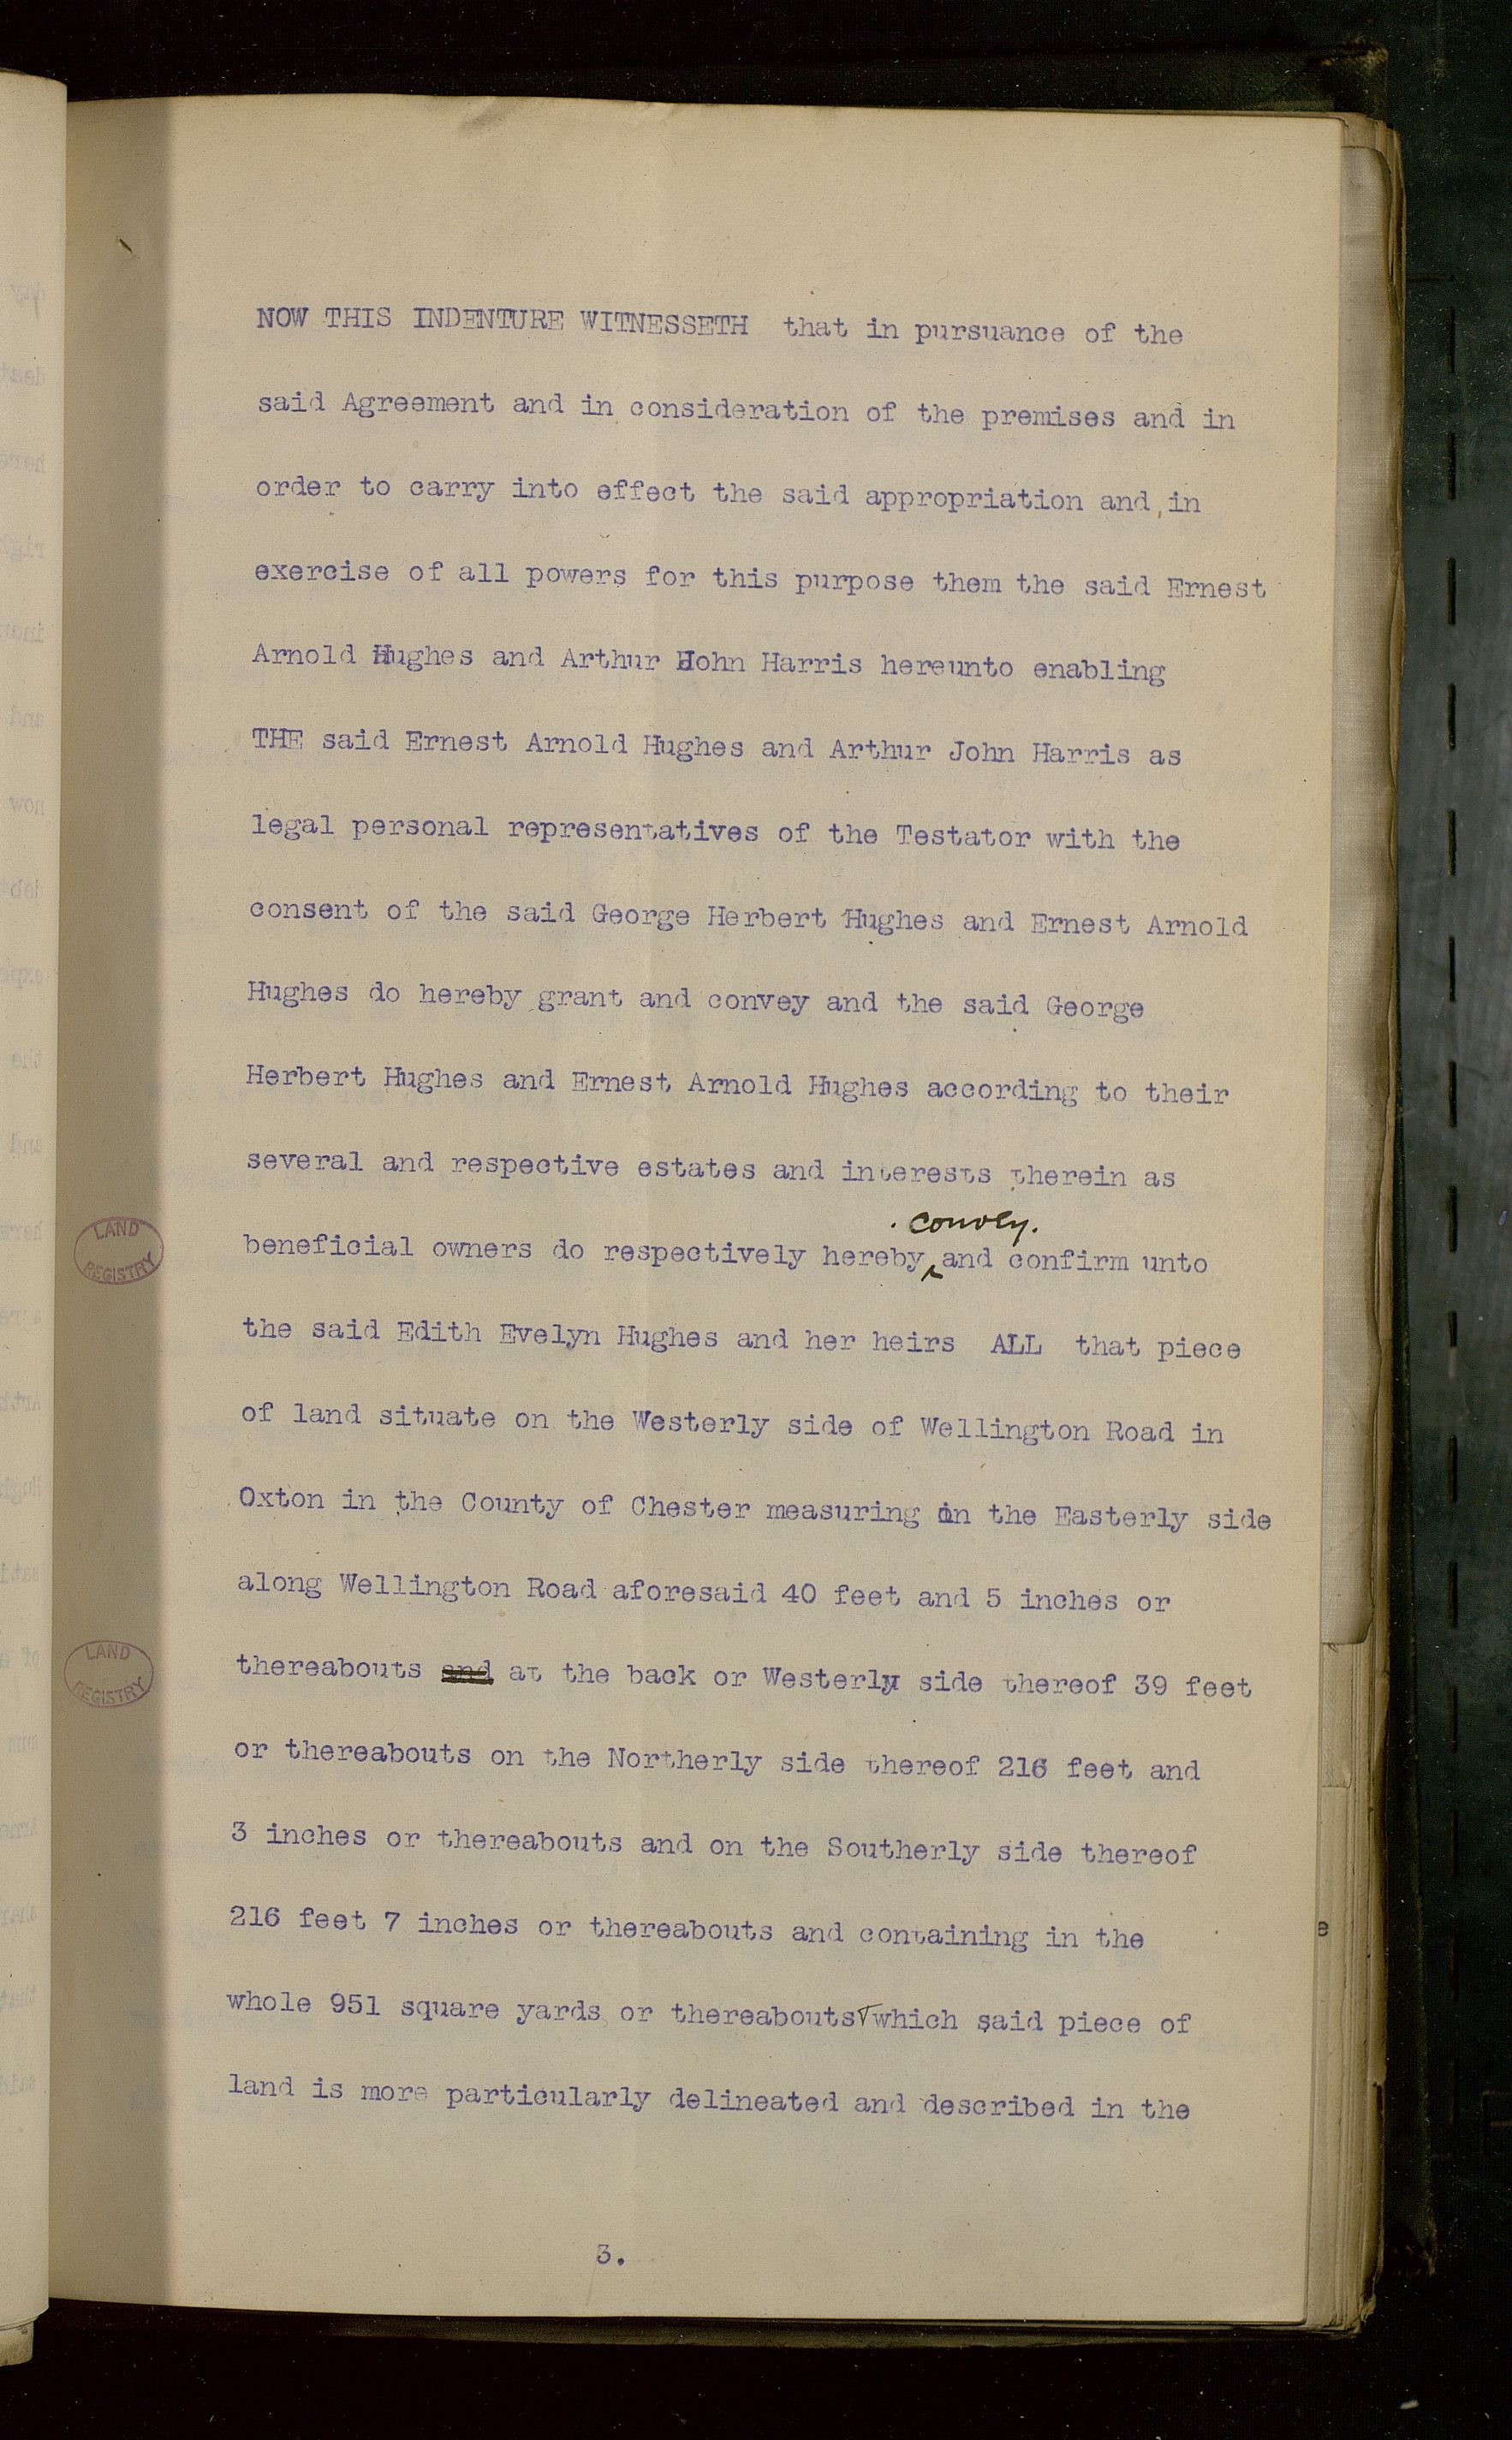 NOW THIS INDENTURE WITNESSETH that in pursuance of the
said Agreement and in consideration of the premises and in
order to carry into effect the said appropriation and in
exercise of all powers for this purpose them the said Ernest
Arnold Hughes and Arthur John Harris hereunto enabling
THE said Ernest Arnold Hughes and Arthur John Harris as
legal personal representatives of the Testator with the
consent of the said George Herbert Hughes and Ernest Arnold
Hughes do hereby grant and convey and the said George
Herbert Hughes and Ernest Arnold Hughes according to their
several and respective estates and interests therein as
convey.
beneficial owners do respectively hereby and confirm unto
LAND REGISTRY
the said Edith Evelyn Hughes and her heirs ALL that piece
of land situate on the Westerly side of Wellington Road in
Oxton in the County of Chester measuring on the Easterly side
along Wellington Road aforesaid 40 feet and 5 inches or
thereabouts and at the back or Westerly side thereof 39 feet
LAND REGISTRY
or thereabouts on the Northerly side thereof 216 feet and
3 inches or thereabouts and on the Southerly side thereof
216 feet 7 inches or thereabouts and containing in the
whole 951 square yards or thereabouts which said piece of
land is more particularly delineated and described in the
3.